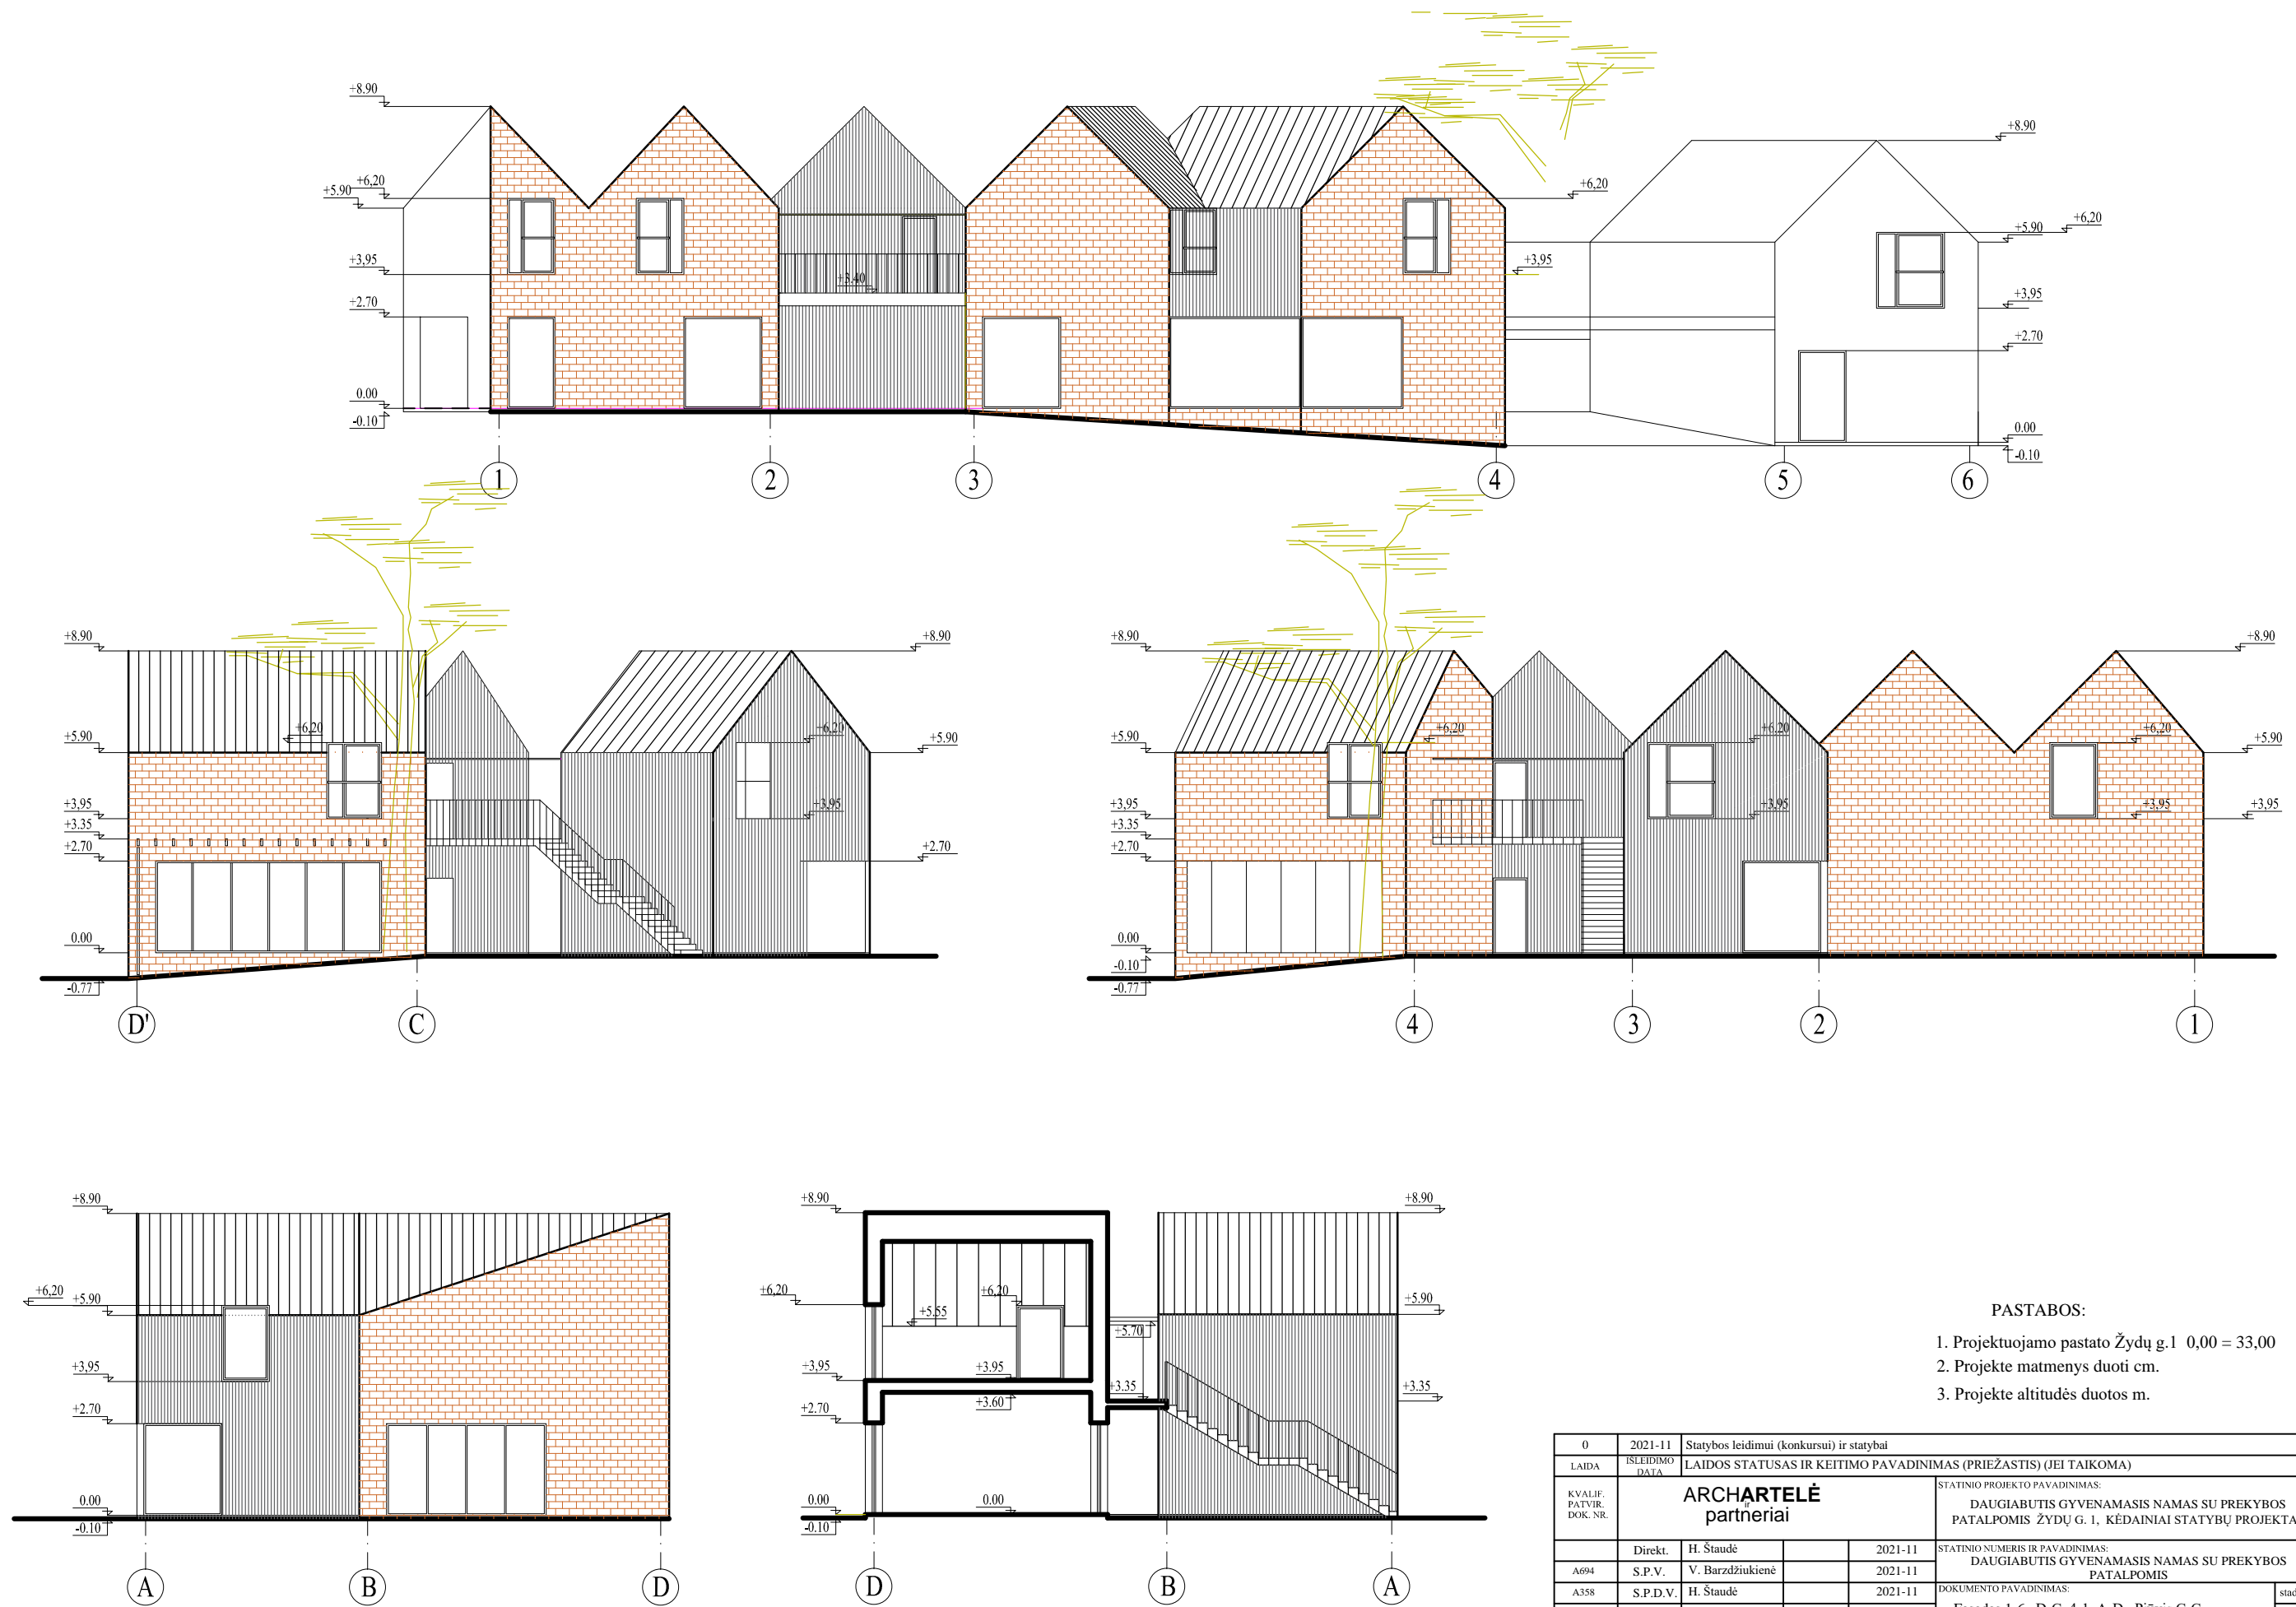 +8.90
+6,20
+5.90
+3,95
+2.70
0.00
-0.10
+3,40
+6,20
+3,95
+8.90
+6,20
+5.90
+3,95
+2.70
0.00
-0.10
1 2 3 4 5 6
+8.90
+6,20
+5.90
+3,95
+3.35
+2.70
0.00
-0.77
+8.90
+6,20
+5.90
+3,95
+2.70
D' C
+8.90
+6,20
+5.90
+3,95
+3.35
+2.70
0.00
-0.10
-0.77
+6,20
+3,95
+6,20
+3,95
+8.90
+5.90
+3,95
4 3 2 1
+8.90
+6,20
+5.90
+3,95
+2.70
0.00
-0.10
A B D
+8.90
+6,20
+3,95
+2.70
0.00
-0.10
+6,20
+5.55
+3.95
+3.60
0.00
+5.70
+3.35
+8.90
+5.90
+3.35
D B A
PASTABOS:
1. Projektuojamo pastato Žydų g.1 0,00 = 33,00
2. Projekte matmenys duoti cm.
3. Projekte altitudės duotos m.
0 2021-11 Statybos leidimui (konkursui) ir statybai
LAIDA IŠLEIDIMO DATA LAIDOS STATUSAS IR KEITIMO PAVADINIMAS (PRIEŽASTIS) (JEI TAIKOMA)
KVALIF. PATVIR. DOK. NR.
ARCHARTELĖ
ir
partneriai
STATINIO PROJEKTO PAVADINIMAS:
DAUGIABUTIS GYVENAMASIS NAMAS SU PREKYBOS
PATALPOMIS ŽYDŲ G. 1, KĖDAINIAI STATYBŲ PROJEKTA
Direkt. H. Štaudė 2021-11
A694 S.P.V. V. Barzdžiukienė 2021-11
A358 S.P.D.V. H. Štaudė 2021-11
STATINIO NUMERIS IR PAVADINIMAS:
DAUGIABUTIS GYVENAMASIS NAMAS SU PREKYBOS
PATALPOMIS
DOKUMENTO PAVADINIMAS: